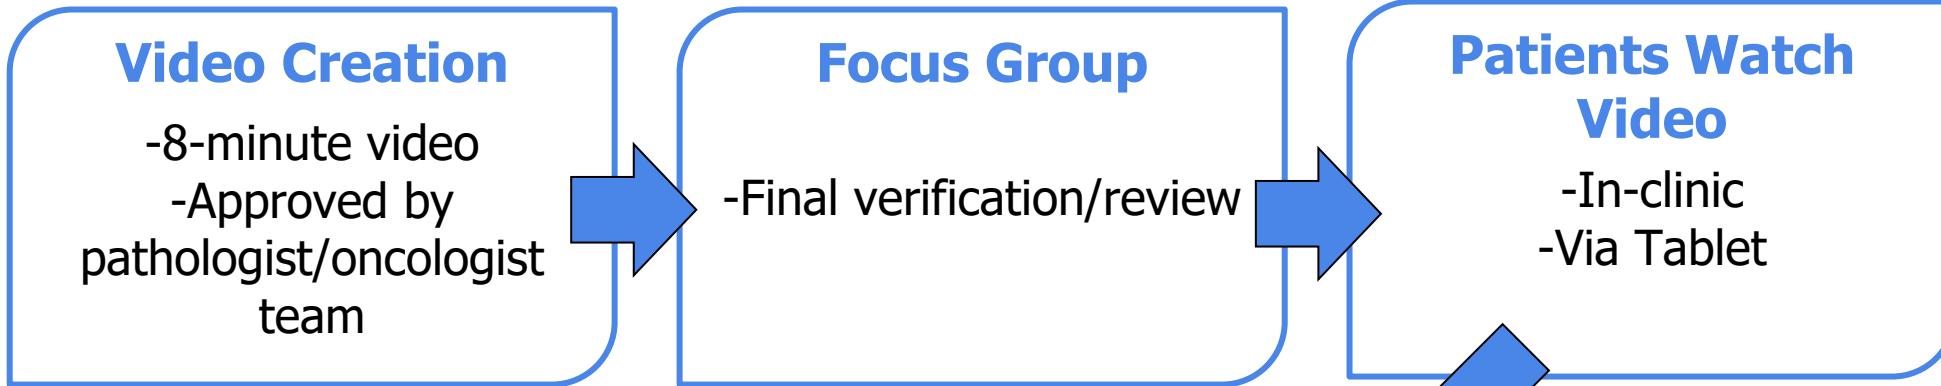 Video Creation
-8-minute video
-Approved by
pathologist/oncologist
team
Focus Group
-Final verification/review
Patients Watch
Video
-In-clinic
-Via Tablet